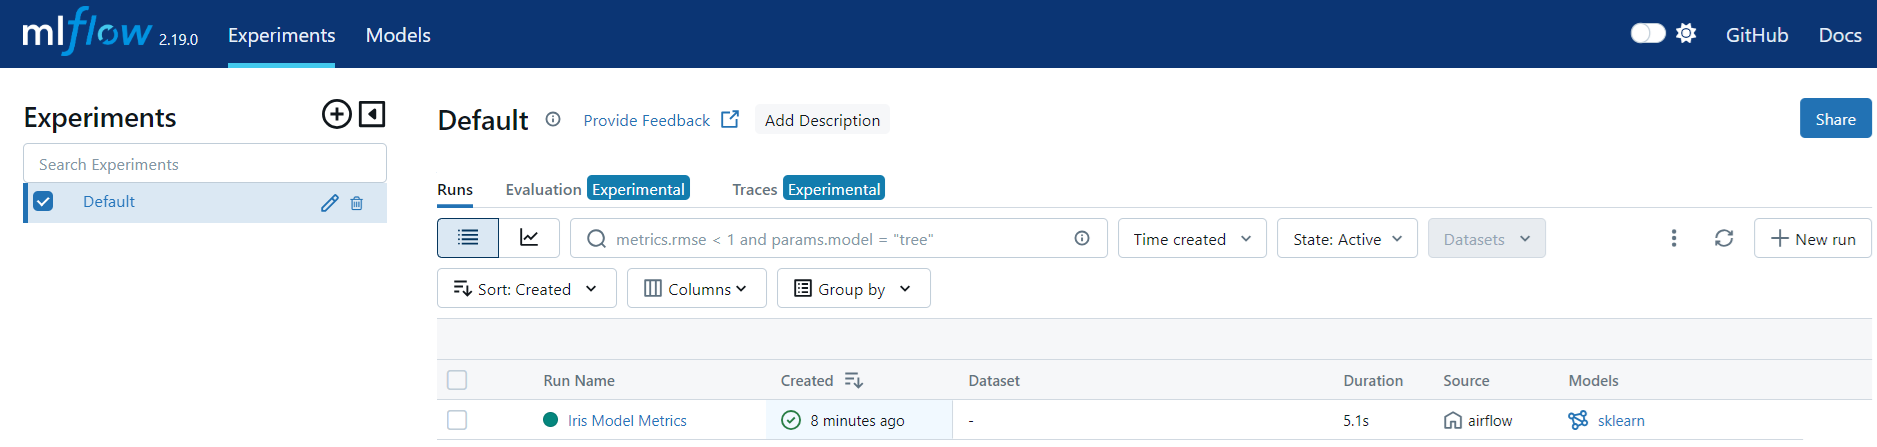 mlflow 2.19.0 Experiments Models GitHub Docs
Experiments
Search Experiments
Default
Default Provide Feedback Add Description Share
Runs Evaluation Experimental Traces Experimental
metrics.rmse < 1 and params.model = "tree" Time created State: Active Datasets New run
Sort: Created Columns Group by
Run Name Created Dataset Duration Source Models
Iris Model Metrics 8 minutes ago - 5.1s airflow sklearn